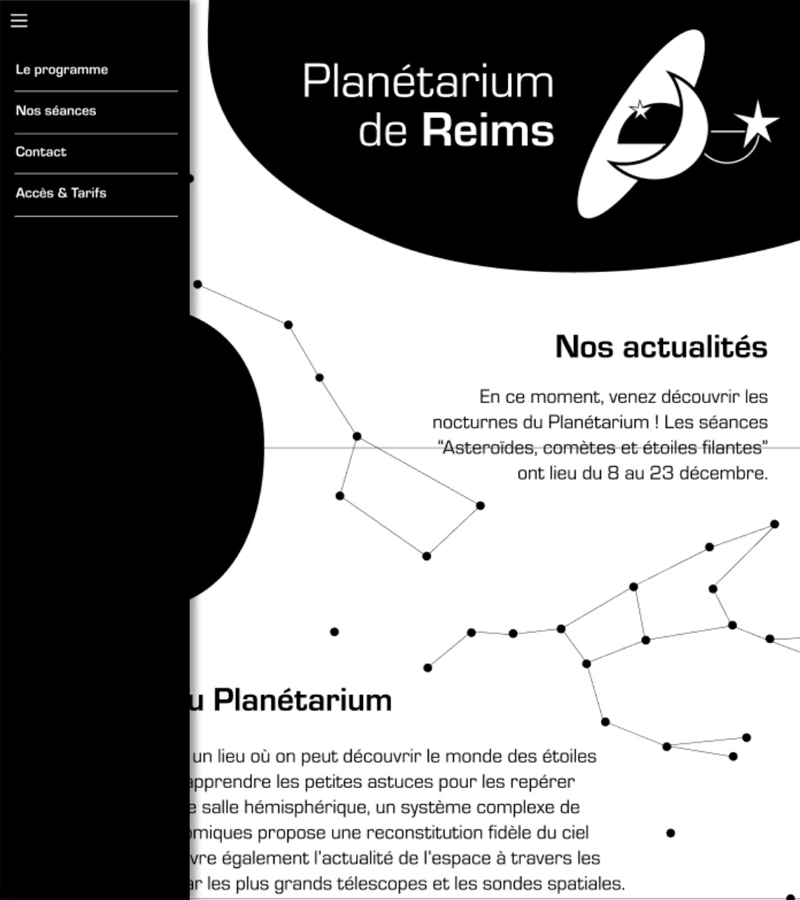 Le programme
Nos séances
Contact
Accès & Tarifs
Planétarium
de Reims
Nos actualités
En ce moment, venez découvrir les
nocturnes du Planétarium ! Les séances
“Asteroïdes, comètes et étoiles filantes”
ont lieu du 8 au 23 décembre.
u Planétarium
un lieu où on peut découvrir le monde des étoiles
apprendre les petites astuces pour les repérer
e salle hémisphérique, un système complexe de
omiques propose une reconstitution fidèle du ciel
vre également l'actualité de l'espace à travers les
ar les plus grands télescopes et les sondes spatiales.